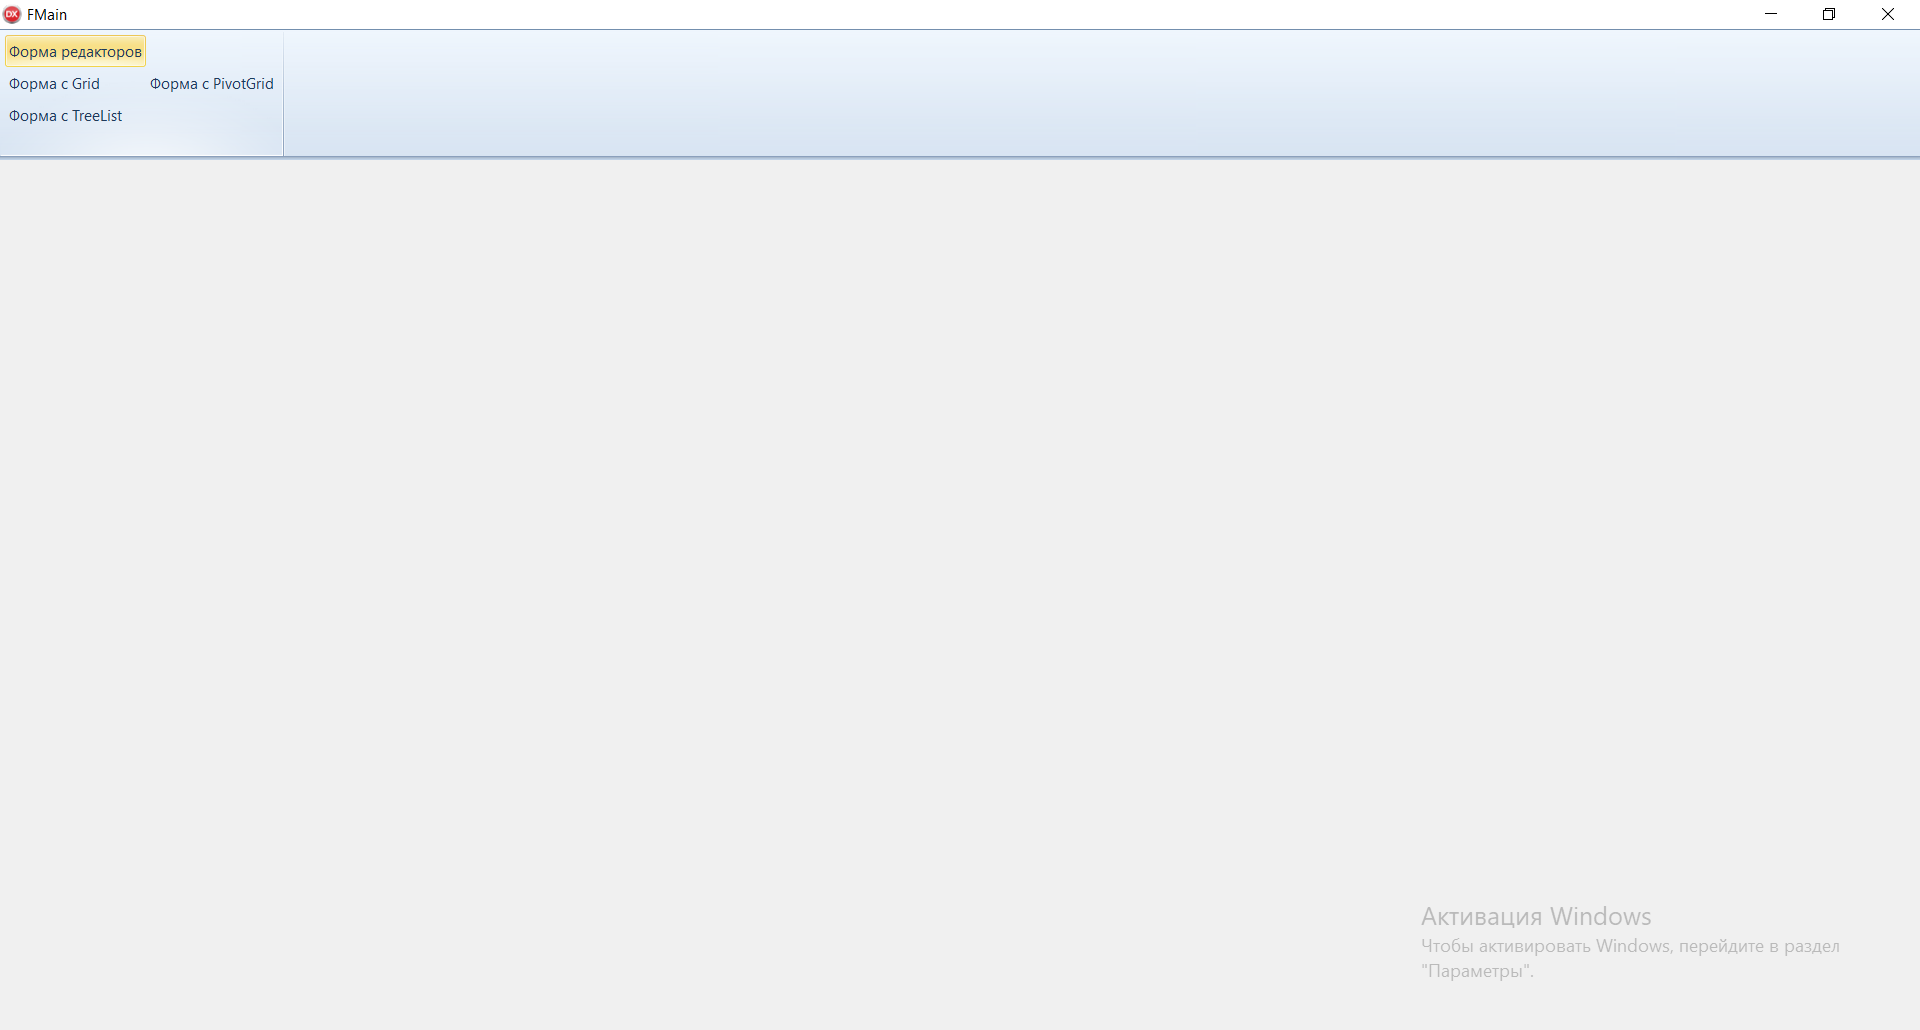 DX FMain
Форма редакторов
Форма с Grid Форма с PivotGrid
Форма с TreeList
Активация Windows
Чтобы активировать Windows, перейдите в раздел
"Параметры".